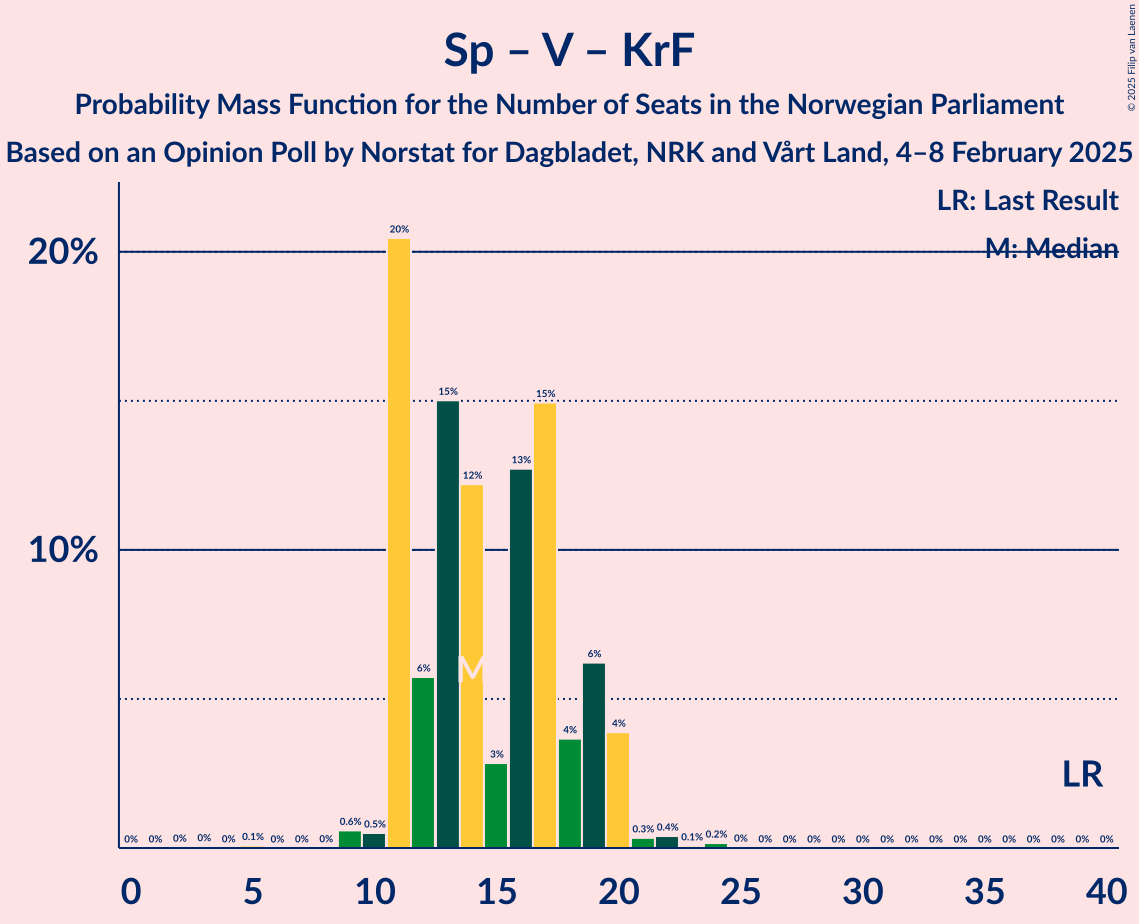 Sp – V – KrF
Probability Mass Function for the Number of Seats in the Norwegian Parliament
Based on an Opinion Poll by Norstat for Dagbladet, NRK and Vårt Land, 4–8 February 2025
© 2025 Filip van Laenen
LR: Last Result
M: Median
20%
10%
0% 0% 0% 0% 0% 0.1% 0% 0% 0% 0.6% 0.5% 20% 6% 15% 12% 3% 13% 15% 4% 6% 4% 0.3% 0.4% 0.1% 0.2% 0% 0% 0% 0% 0% 0% 0% 0% 0% 0% 0% 0% 0% 0% 0% 0%
M
LR
0 5 10 15 20 25 30 35 40